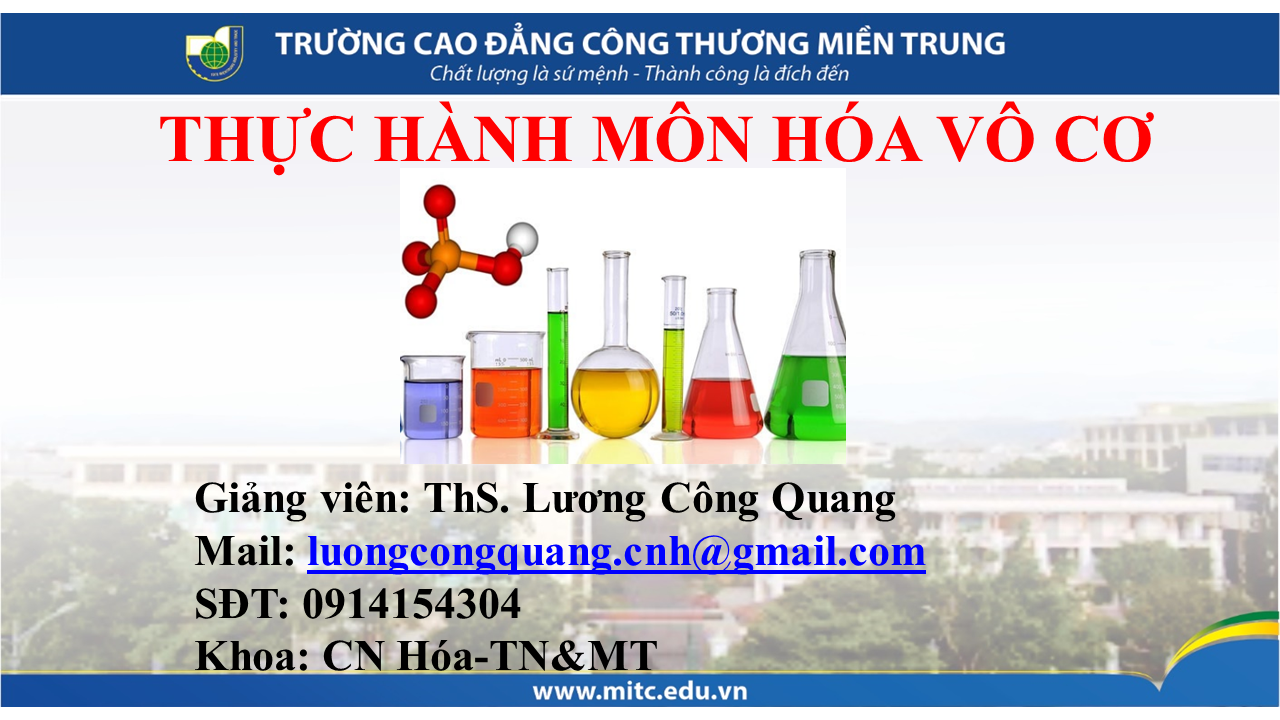 TRƯỜNG CAO ĐẲNG CÔNG THƯƠNG MIỀN TRUNG
Chất lượng là sứ mệnh - Thành công là đích đến
THỰC HÀNH MÔN HÓA VÔ CƠ
Giảng viên: ThS. Lương Công Quang
Mail: luongcongquang.cnh@gmail.com
SĐT: 0914154304
Khoa: CN Hóa-TN&MT
www.mitc.edu.vn